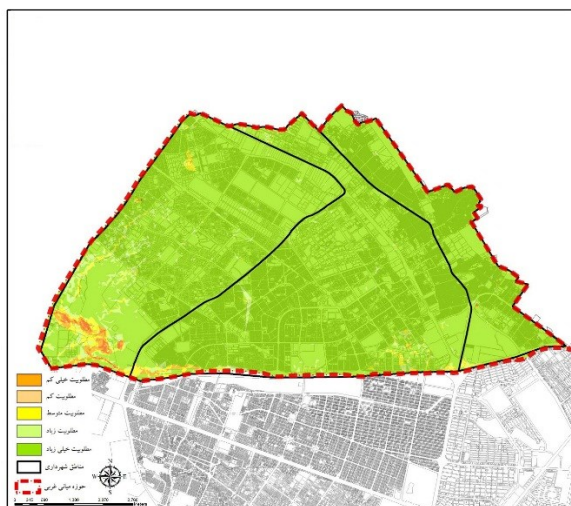 مطلوبیت خیلی کم
مطلوبیت کم
مطلوبیت متوسط
مطلوبیت زیاد
مطلوبیت خیلی زیاد
مناطق شهرداری
حوزه میانی غربی
N
W E
S